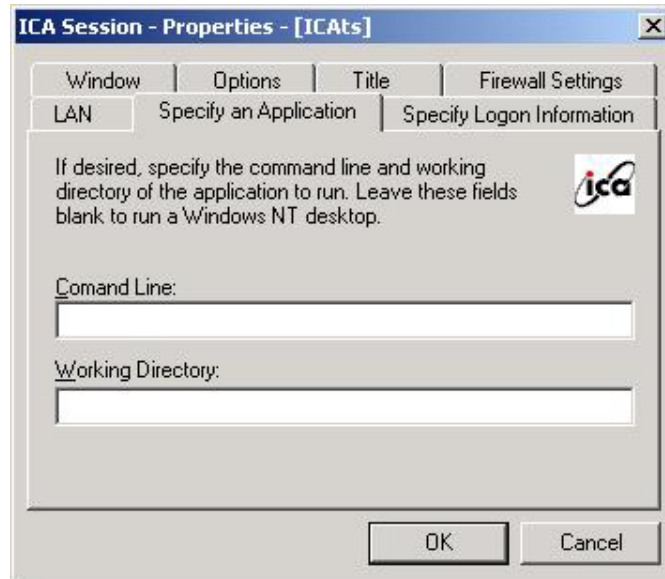 ICA Session - Properties - [ICAts]
Window Options Title Firewall Settings
LAN Specify an Application Specify Logon Information
If desired, specify the command line and working
directory of the application to run. Leave these fields
blank to run a Windows NT desktop.
ica
Comand Line:
Working Directory:
OK Cancel